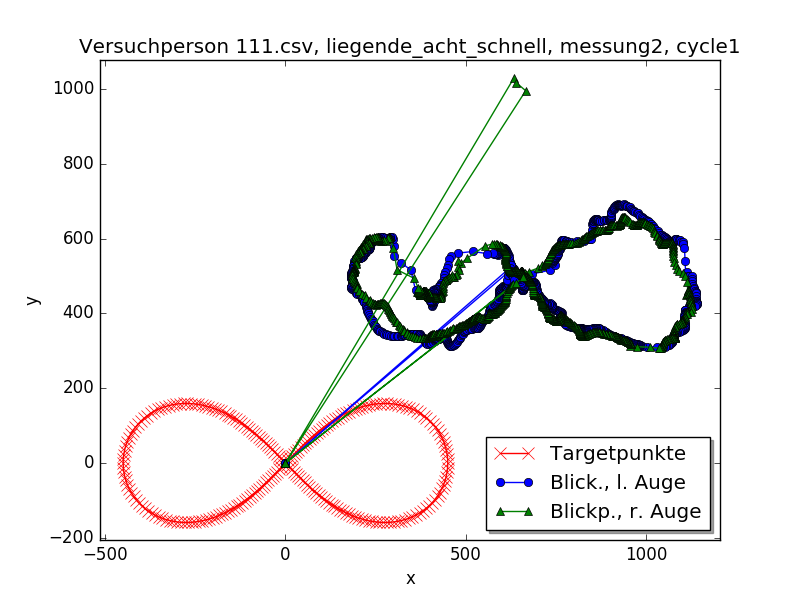 Versuchperson 111.csv, liegende_acht_schnell, messung2, cycle1
1000
800
600
400
200
0
−200
y
−500
0
500
1000
x
Targetpunkte
Blick., l. Auge
Blickp., r. Auge